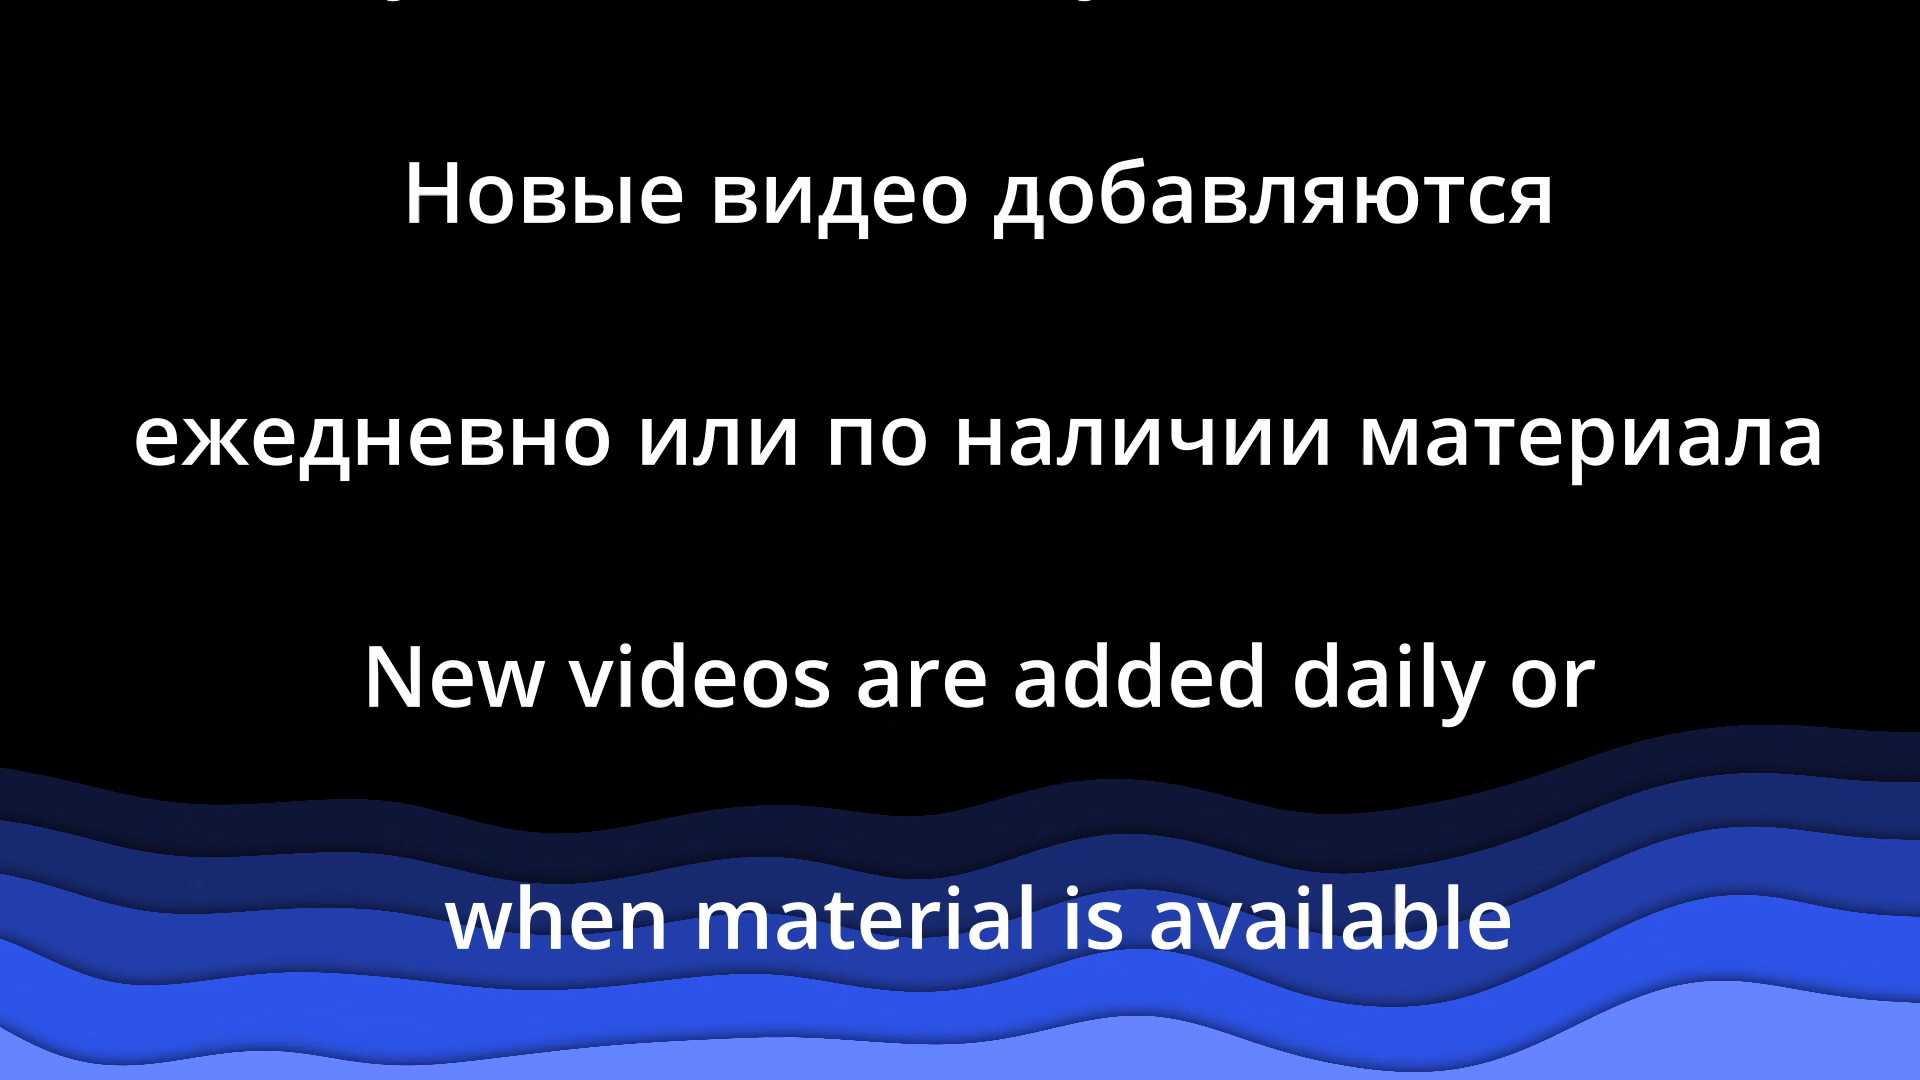 Новые видео добавляются
ежедневно или по наличии материала
New videos are added daily or
when material is available